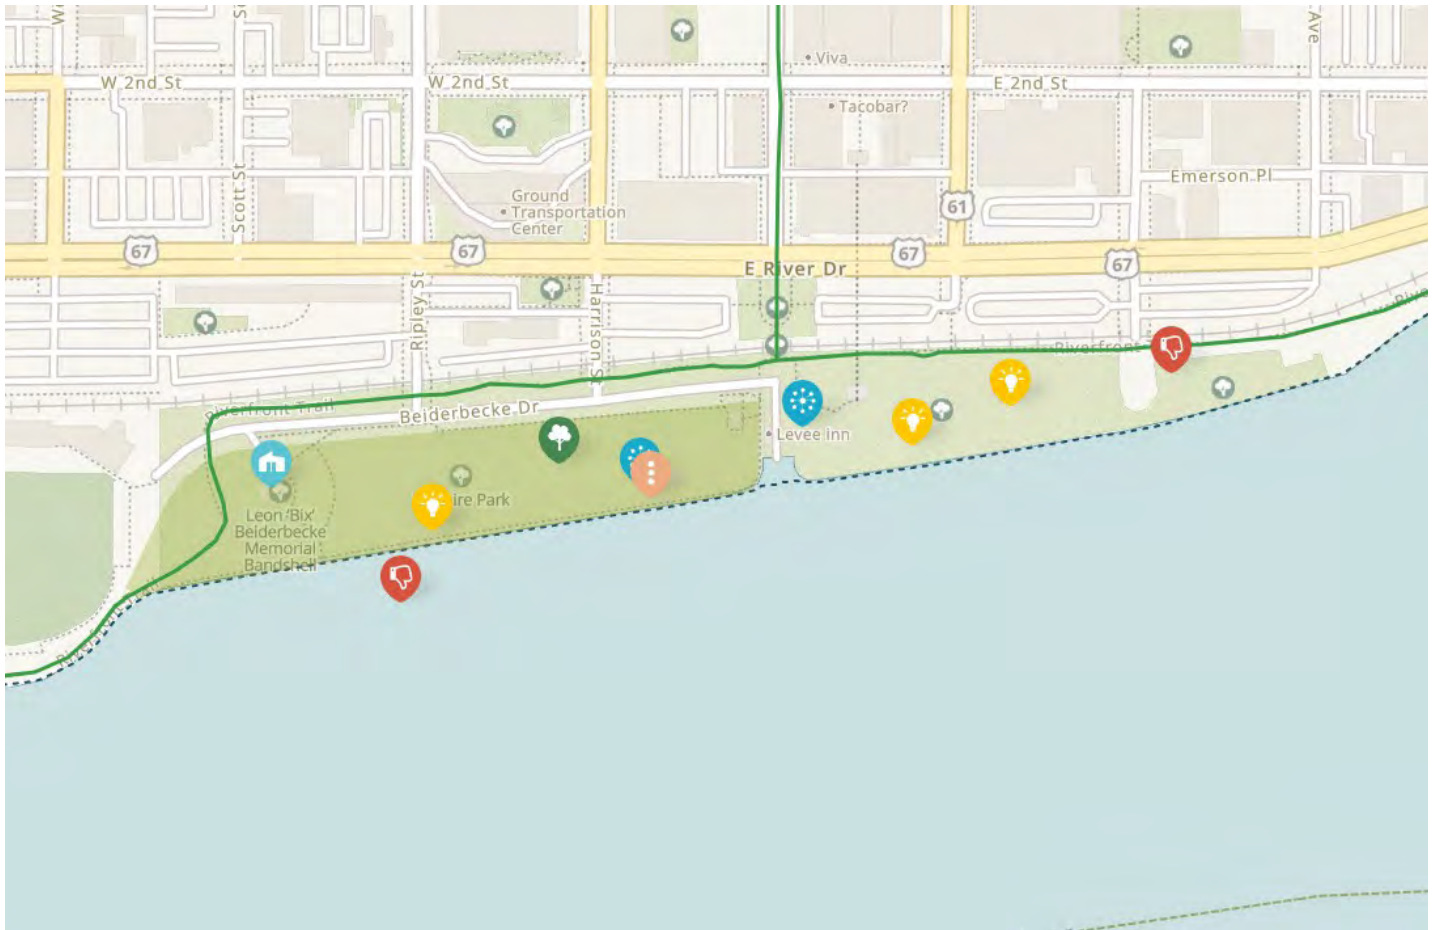 Viva
W 2nd St
W 2nd St
E 2nd St
Tacobar?
Ave
Scott St
Emerson Pl
Ground
Transportation
Center
61
67
67
67
67
E River Dr
Ripley St
Harrison St
Riverfront
Riverfront Trail
Beiderbecke Dr
Levee Inn
ire Park
Leon 'Bix'
Beiderbecke
Memorial
Bandshell